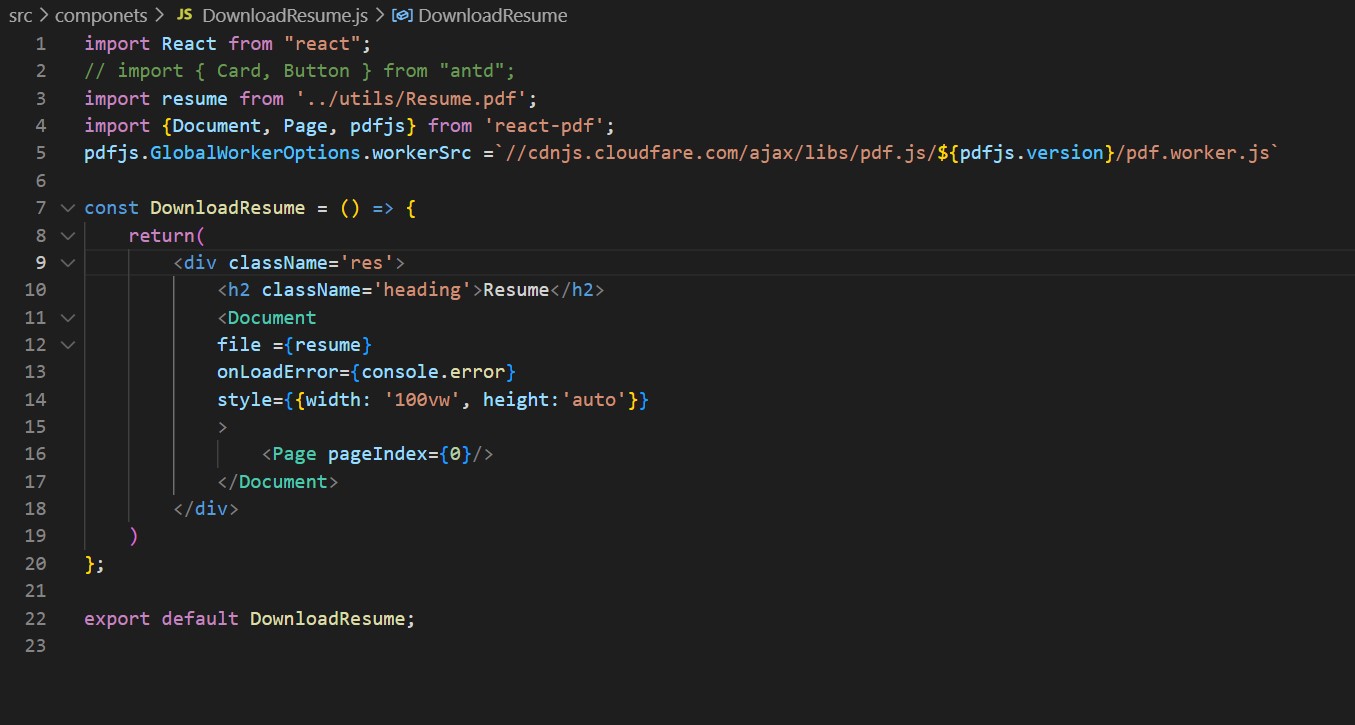 src > componets > JS DownloadResume.js > DownloadResume
1 import React from "react";
2 // import { Card, Button } from "antd";
3 import resume from '../utils/Resume.pdf';
4 import {Document, Page, pdfjs} from 'react-pdf';
5 pdfjs.GlobalWorkerOptions.workerSrc =`//cdnjs.cloudfare.com/ajax/libs/pdf.js/${pdfjs.version}/pdf.worker.js`
6
7 const DownloadResume = () => {
8     return(
9         <div className='res'>
10             <h2 className='heading'>Resume</h2>
11             <Document
12             file ={resume}
13             onLoadError={console.error}
14             style={{width: '100vw', height:'auto'}}
15             >
16                 <Page pageIndex={0}/>
17             </Document>
18         </div>
19     )
20 };
21
22 export default DownloadResume;
23